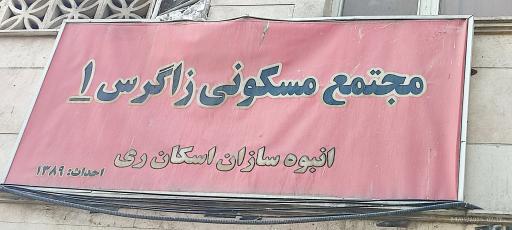 مجتمع مسکونی زاگرس ۱
انبوه سازان اسکان ری
احداث: ۱۳۸۹